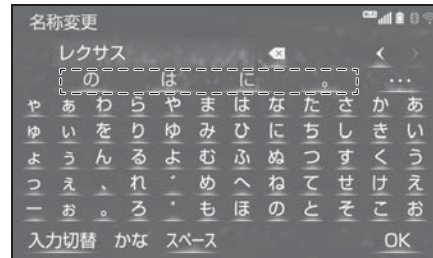 名称変更
レクサス
の は に 。 …
ゃ ぁ わ ら や ま は な た さ か あ
ゅ ぃ を り ゆ み ひ に ち し き い
ょ ぅ ん る よ む ふ ぬ つ す く う
っ ぇ 、 れ ゛ め へ ね て せ け え
ー ぉ 。 ろ ゜ も ほ の と そ こ お
入力切替 かな スペース OK